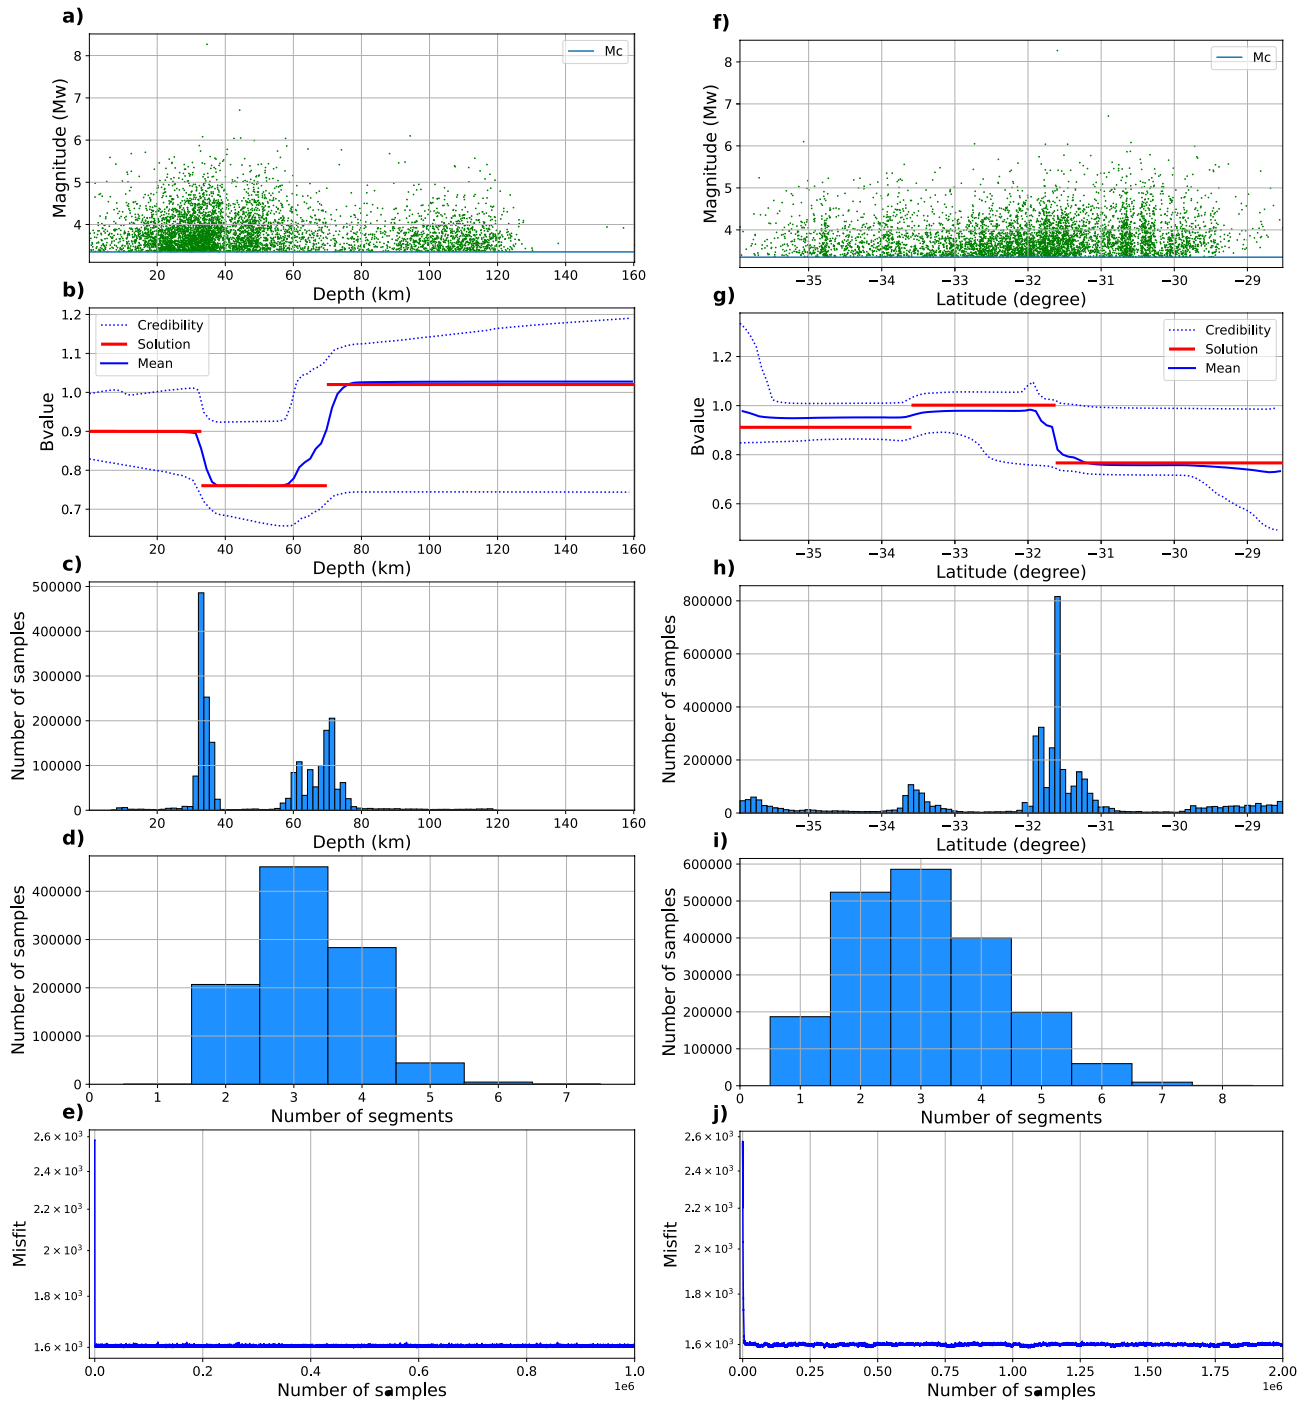 a)
Magnitude (Mw)
8
7
6
5
4
Mc
20 40 60 80 100 120 140 160
Depth (km)
b)
Bvalue
1.2
1.1
1.0
0.9
0.8
0.7
Credibility
Solution
Mean
20 40 60 80 100 120 140 160
Depth (km)
c)
Number of samples
500000
400000
300000
200000
100000
0
20 40 60 80 100 120 140 160
Depth (km)
d)
Number of samples
400000
300000
200000
100000
0
0 1 2 3 4 5 6 7
Number of segments
e)
Misfit
2.6 × 10³
2.4 × 10³
2.2 × 10³
2 × 10³
1.8 × 10³
1.6 × 10³
0.0 0.2 0.4 0.6 0.8 1.0
1e6
Number of samples
f)
Magnitude (Mw)
8
7
6
5
4
Mc
−35 −34 −33 −32 −31 −30 −29
Latitude (degree)
g)
Bvalue
1.2
1.0
0.8
0.6
Credibility
Solution
Mean
−35 −34 −33 −32 −31 −30 −29
Latitude (degree)
h)
Number of samples
800000
600000
400000
200000
0
−35 −34 −33 −32 −31 −30 −29
Latitude (degree)
i)
Number of samples
600000
500000
400000
300000
200000
100000
0
0 1 2 3 4 5 6 7 8
Number of segments
j)
Misfit
2.6 × 10³
2.4 × 10³
2.2 × 10³
2 × 10³
1.8 × 10³
1.6 × 10³
0.00 0.25 0.50 0.75 1.00 1.25 1.50 1.75 2.00
1e6
Number of samples